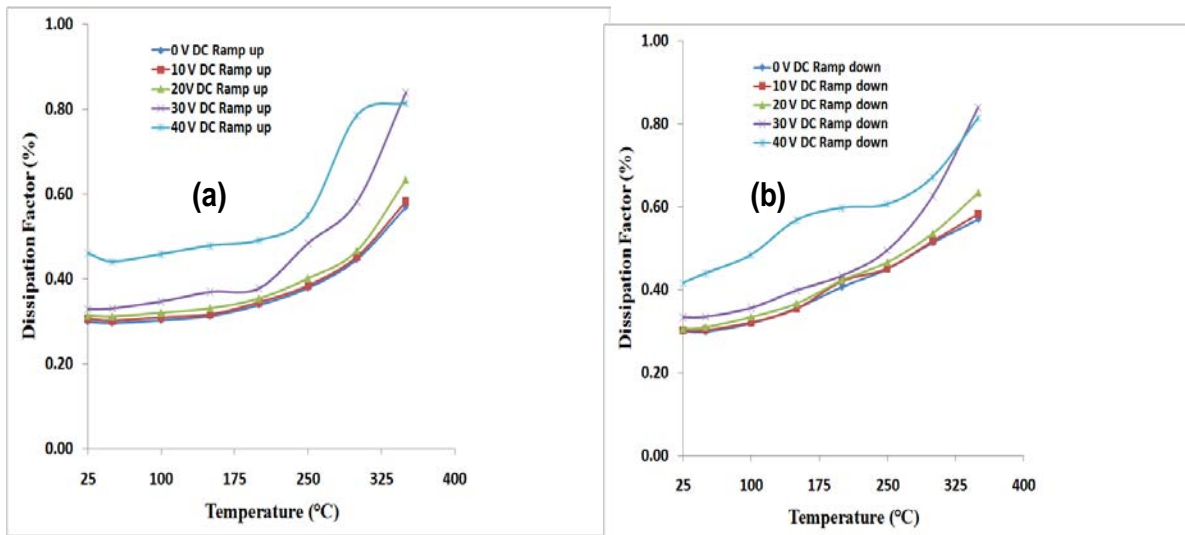 1.00
0 V DC Ramp up
10 V DC Ramp up
20V DC Ramp up
30 V DC Ramp up
40 V DC Ramp up
0.80
0.60
0.40
0.20
0.00
Dissipation Factor (%)
(a)
25 100 175 250 325 400
Temperature (°C)
1.00
0 V DC Ramp down
10 V DC Ramp down
20 V DC Ramp down
30 V DC Ramp down
40 V DC Ramp down
0.80
0.60
0.40
0.20
0.00
Dissipation Factor (%)
(b)
25 100 175 250 325 400
Temperature (°C)